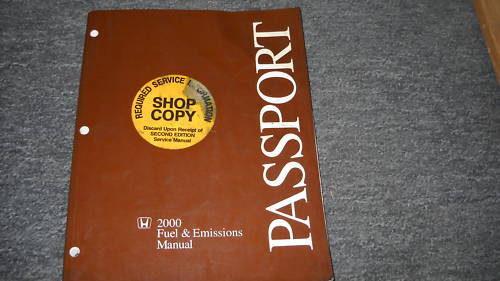 REQUIRED SERVICE
SHOP
COPY
Discard Upon Receipt of
SECOND EDITION
Service Manual
PASSPORT
2000
Fuel & Emissions
Manual